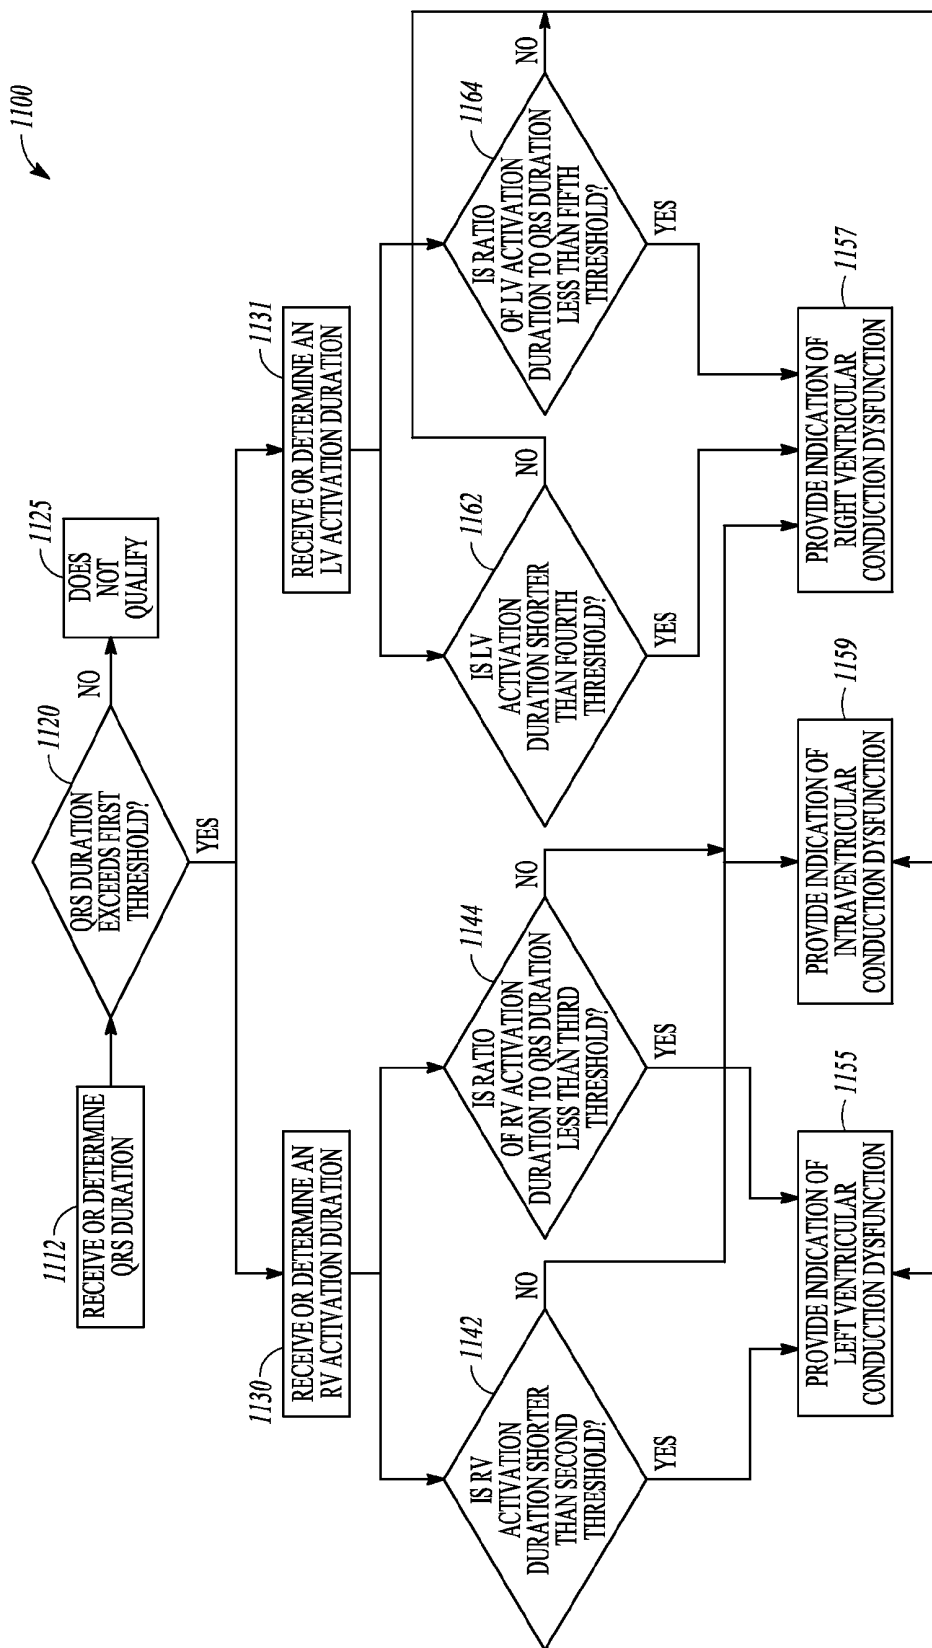 1100
1112
RECEIVE OR DETERMINE
QRS DURATION
1120
QRS DURATION
EXCEEDS FIRST
THRESHOLD?
NO
YES
1125
DOES
NOT
QUALIFY
1130
RECEIVE OR DETERMINE AN
RV ACTIVATION DURATION
1131
RECEIVE OR DETERMINE AN
LV ACTIVATION DURATION
1142
IS RV
ACTIVATION
DURATION SHORTER
THAN SECOND
THRESHOLD?
NO
YES
1144
IS RATIO
OF RV ACTIVATION
DURATION TO QRS DURATION
LESS THAN THIRD
THRESHOLD?
NO
YES
1162
IS LV
ACTIVATION
DURATION SHORTER
THAN FOURTH
THRESHOLD?
NO
YES
1164
IS RATIO
OF LV ACTIVATION
DURATION TO QRS DURATION
LESS THAN FIFTH
THRESHOLD?
NO
YES
1155
PROVIDE INDICATION OF
LEFT VENTRICULAR
CONDUCTION DYSFUNCTION
1159
PROVIDE INDICATION OF
INTRAVENTRICULAR
CONDUCTION DYSFUNCTION
1157
PROVIDE INDICATION OF
RIGHT VENTRICULAR
CONDUCTION DYSFUNCTION